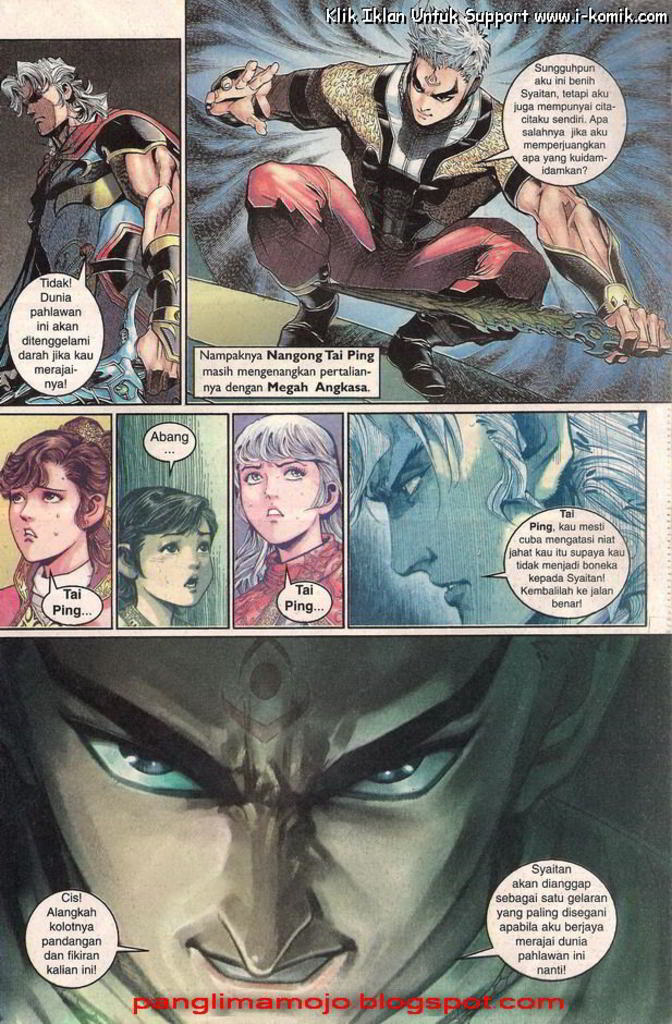 Klik Iklan Untuk Support www.i-komik.com
Tidak!
Dunia
pahlawan
ini akan
ditenggelami
darah jika kau
merajai-
nya!
Sungguhpun
aku ini benih
Syaitan, tetapi aku
juga mempunyai cita-
citaku sendiri. Apa
salahnya jika aku
memperjuangkan
apa yang kuidam-
idamkan?
Nampaknya Nangong Tai Ping
masih mengenangkan pertalian-
nya dengan Megah Angkasa.
Tai
Ping...
Abang
...
Tai
Ping...
Tai
Ping, kau mesti
cuba mengatasi niat
jahat kau itu supaya kau
tidak menjadi boneka
kepada Syaitan!
Kembalilah ke jalan
benar!
Cis!
Alangkah
kolotnya
pandangan
dan fikiran
kalian ini!
Syaitan
akan dianggap
sebagai satu gelaran
yang paling disegani
apabila aku berjaya
merajai dunia
pahlawan ini
nanti!
panglimamojo.blogspot.com